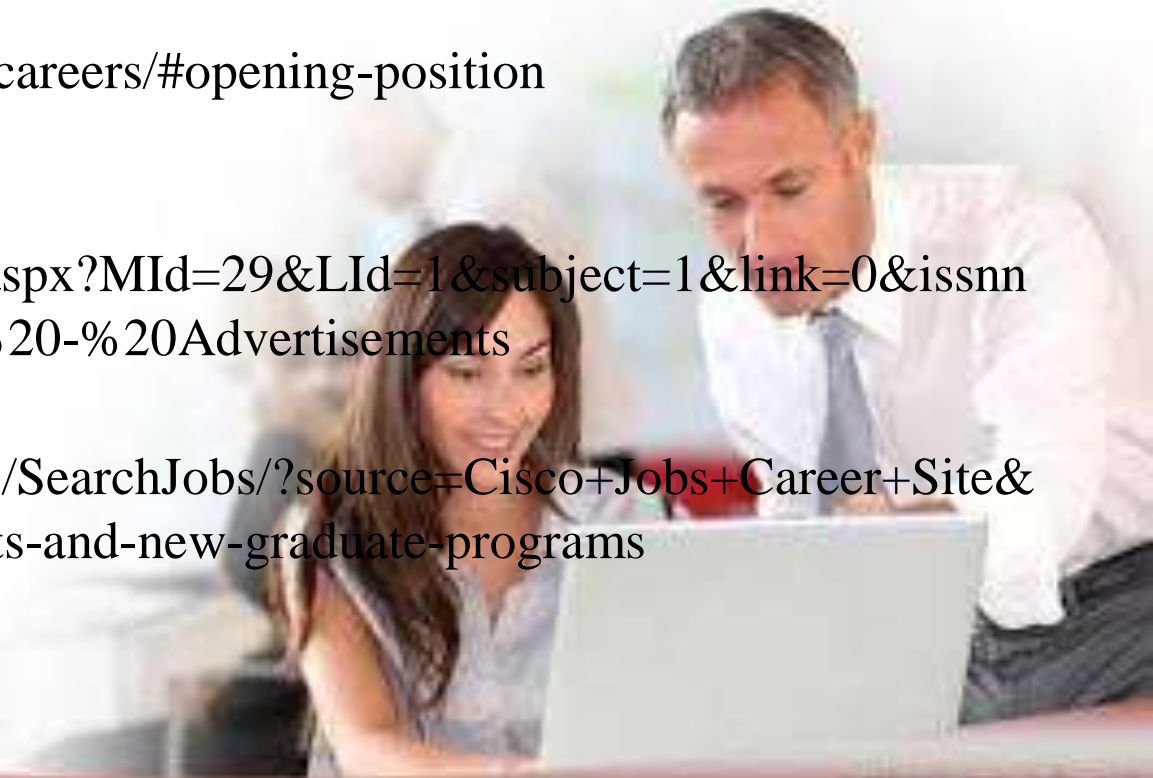 careers/#opening-position
spx?MId=29&LId=1&subject=1&link=0&issnn
20-%20Advertisements
/SearchJobs/?source=Cisco+Jobs+Career+Site&
ts-and-new-graduate-programs